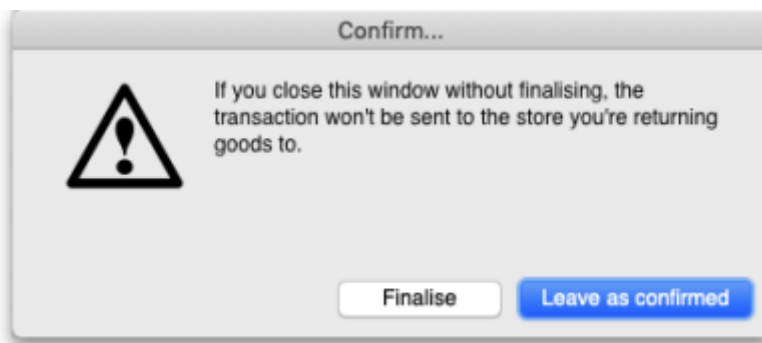 Confirm...
If you close this window without finalising, the
transaction won't be sent to the store you're returning
goods to.
Finalise
Leave as confirmed